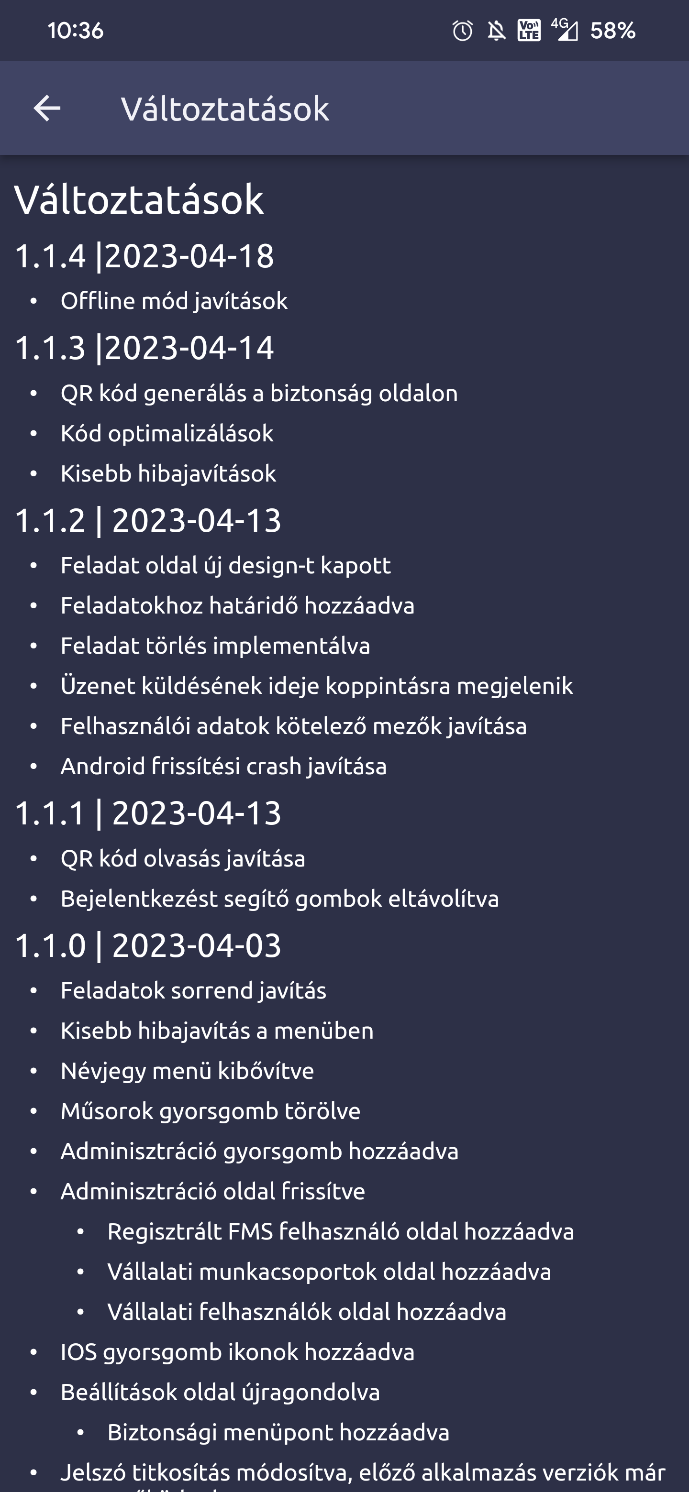 10:36
4G 58%
Változtatások
Változtatások
1.1.4 |2023-04-18
• Offline mód javítások
1.1.3 |2023-04-14
• QR kód generálás a biztonság oldalon
• Kód optimalizálások
• Kisebb hibajavítások
1.1.2 | 2023-04-13
• Feladat oldal új design-t kapott
• Feladatokhoz határidő hozzáadva
• Feladat törlés implementálva
• Üzenet küldésének ideje koppintásra megjelenik
• Felhasználói adatok kötelező mezők javítása
• Android frissítési crash javítása
1.1.1 | 2023-04-13
• QR kód olvasás javítása
• Bejelentkezést segítő gombok eltávolítva
1.1.0 | 2023-04-03
• Feladatok sorrend javítás
• Kisebb hibajavítás a menüben
• Névjegy menü kibővítve
• Műsorok gyorsgomb törölve
• Adminisztráció gyorsgomb hozzáadva
• Adminisztráció oldal frissítve
• Regisztrált FMS felhasználó oldal hozzáadva
• Vállalati munkacsoportok oldal hozzáadva
• Vállalati felhasználók oldal hozzáadva
• IOS gyorsgomb ikonok hozzáadva
• Beállítások oldal újragondolva
• Biztonsági menüpont hozzáadva
• Jelszó titkosítás módosítva, előző alkalmazás verziók már